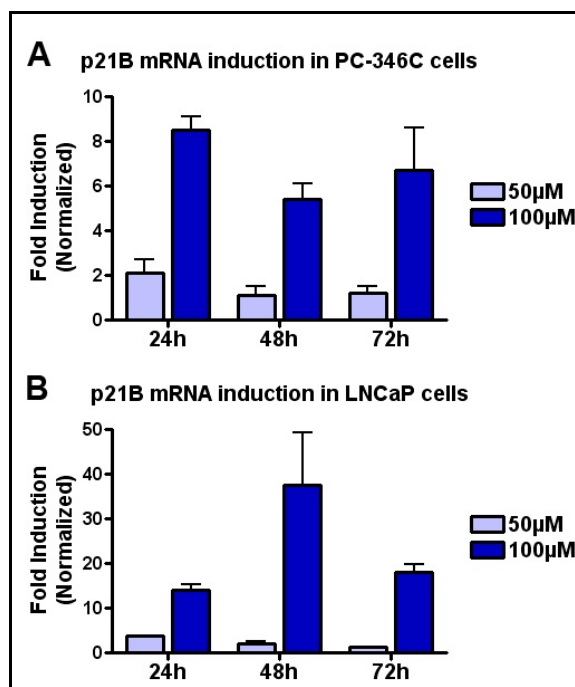 A
p21B mRNA induction in PC-346C cells
Fold Induction
(Normalized)
10
8
6
4
2
0
24h
48h
72h
50µM
100µM
B
p21B mRNA induction in LNCaP cells
Fold Induction
(Normalized)
50
40
30
20
10
0
24h
48h
72h
50µM
100µM